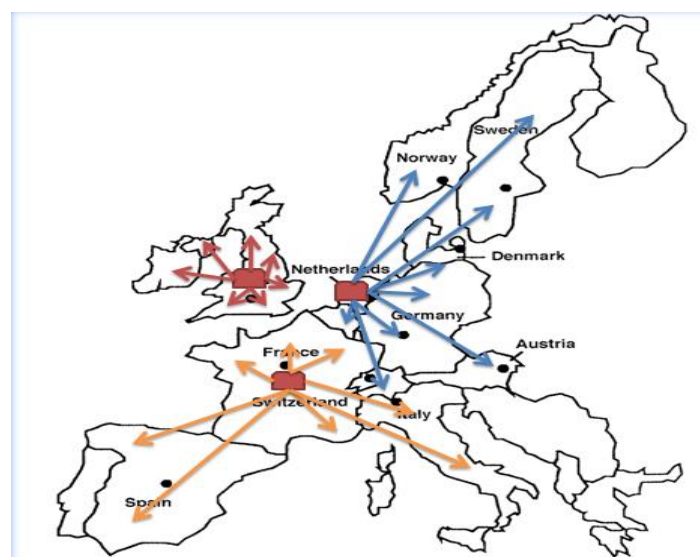 Sweden
Norway
Netherlands
Denmark
Germany
Austria
France
Switzerland
Italy
Spain